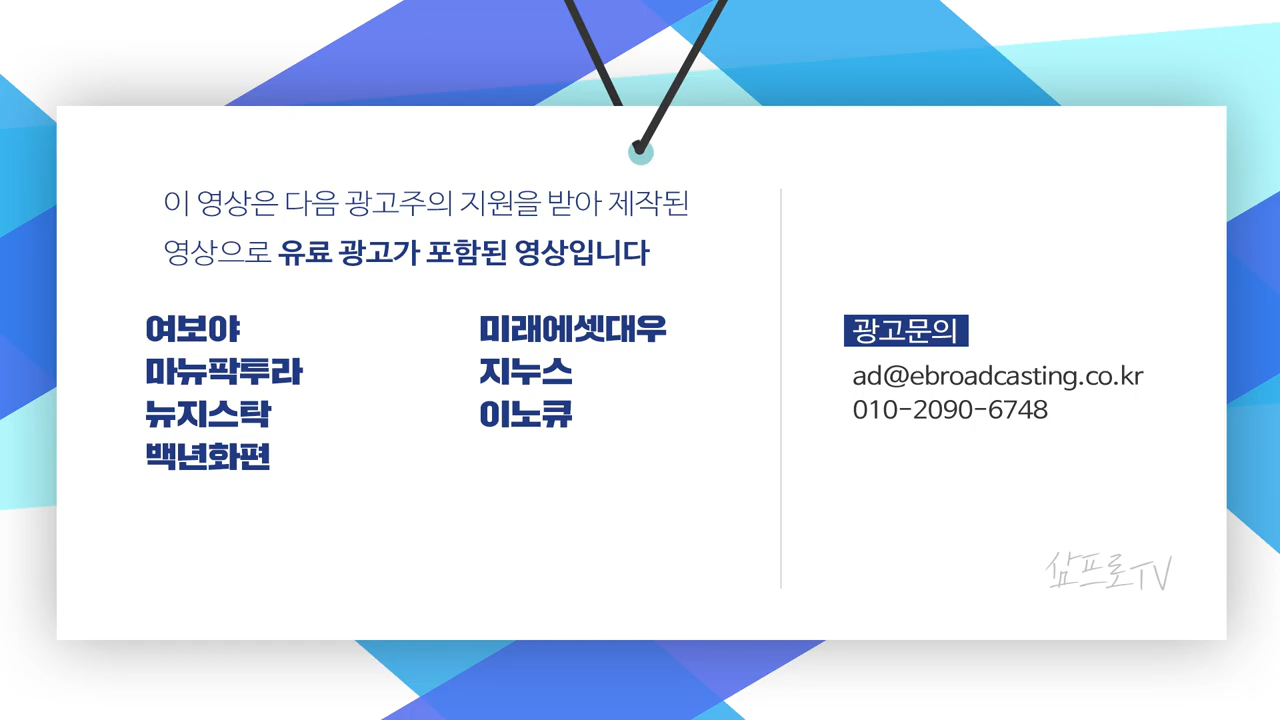 이 영상은 다음 광고주의 지원을 받아 제작된
영상으로 유료 광고가 포함된 영상입니다
여보야
마뉴팍투라
뉴지스탁
백년화편
미래에셋대우
지누스
이노큐
광고문의
ad@ebroadcasting.co.kr
010-2090-6748
삼프로TV